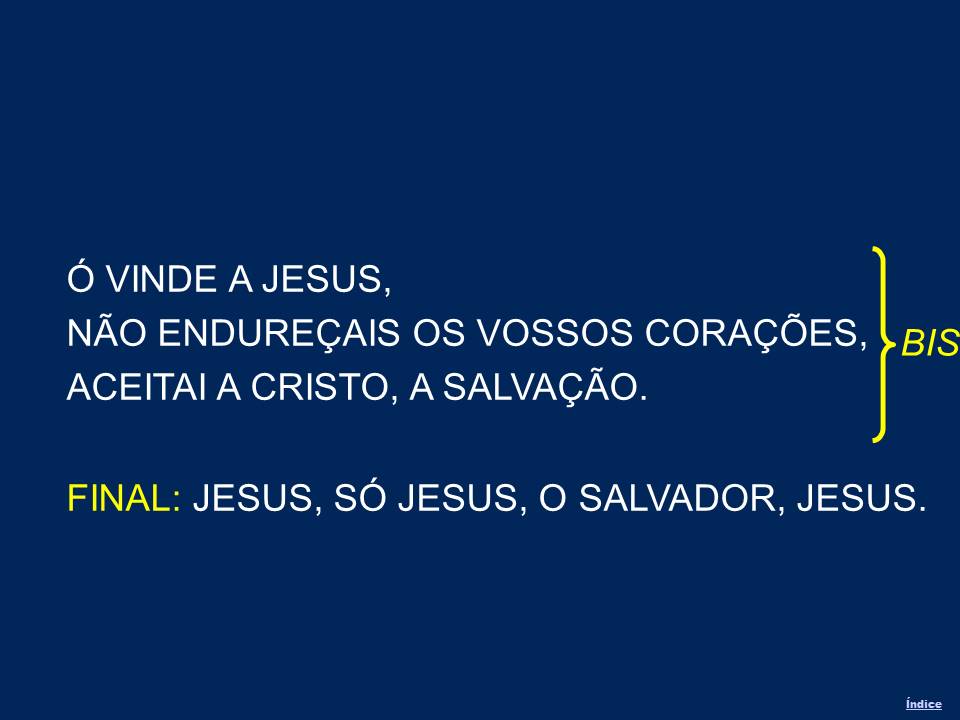 Ó VINDE A JESUS,
NÃO ENDUREÇAIS OS VOSSOS CORAÇÕES,
ACEITAI A CRISTO, A SALVAÇÃO.
BIS
FINAL: JESUS, SÓ JESUS, O SALVADOR, JESUS.
Índice